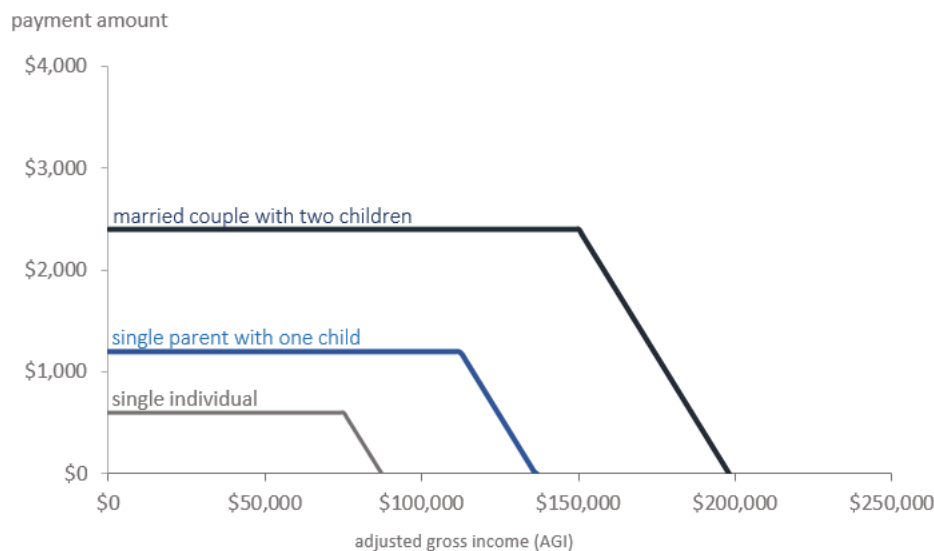 payment amount
$4,000
$3,000
married couple with two children
$2,000
single parent with one child
$1,000
single individual
$0
$0 $50,000 $100,000 $150,000 $200,000 $250,000
adjusted gross income (AGI)